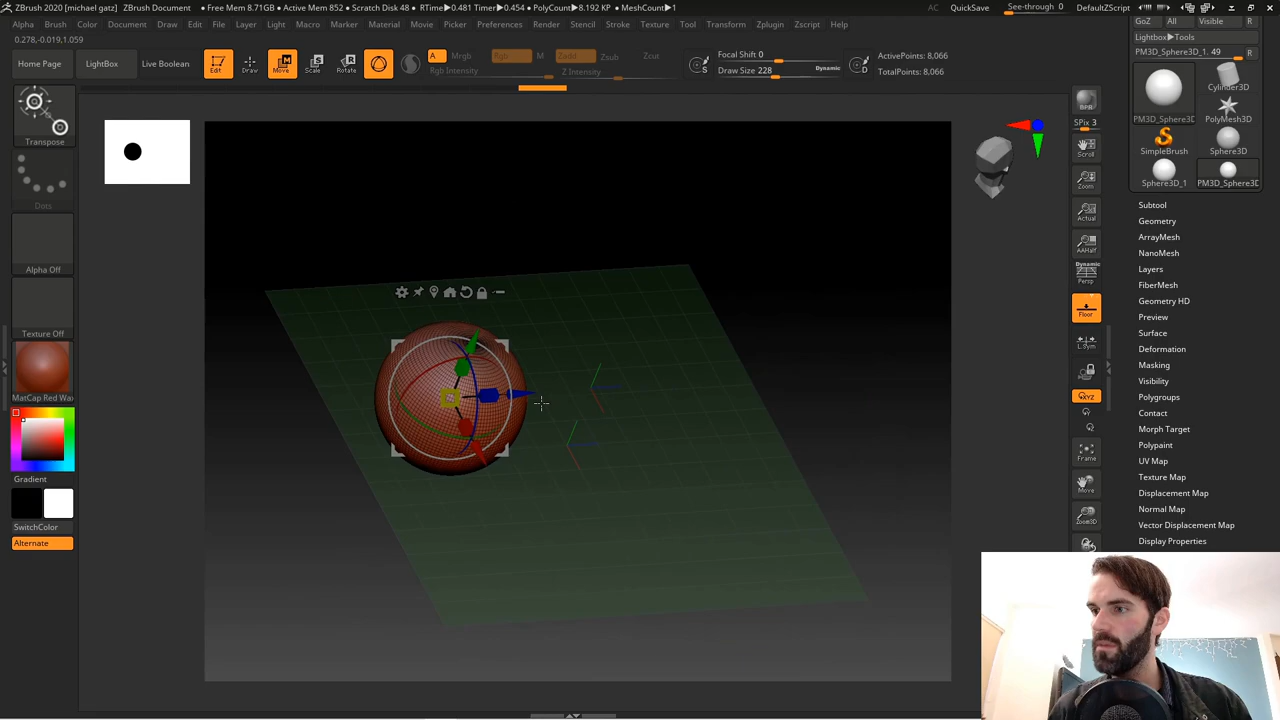 ZBrush 2020 [michael gatz]   ZBrush Document   • Free Mem 8.71GB • Active Mem 852 • Scratch Disk 48 • RTime▶0.481 Timer▶0.454 • PolyCount▶8.192 KP • MeshCount▶1   AC   QuickSave   See-through 0   DefaultZScript
Alpha Brush Color Document Draw Edit File Layer Light Macro Marker Material Movie Picker Preferences Render Stencil Stroke Texture Tool Transform Zplugin Zscript
GoZ All Visible R
0.278,-0.019,1.059
Lightbox▶Tools
PM3D_Sphere3D_1. 49 R
Home Page LightBox Live Boolean Edit Draw Move Scale Rotate
A Mrgb Rgb M Zadd Zsub Zcut
Rgb Intensity Z Intensity
S Focal Shift 0
Draw Size 228 Dynamic D
ActivePoints: 8,066
TotalPoints: 8,066
Transpose
Dots
Alpha Off
Texture Off
MatCap Red Wax
Gradient
SwitchColor
Alternate
BPR
SPix 3
Scroll
Zoom
Actual
AAHalf
Dynamic
Persp
Floor
L.Sym
XYZ
Frame
Move
Zoom3D
PM3D_Sphere3D Cylinder3D
PolyMesh3D
SimpleBrush Sphere3D
Sphere3D_1 PM3D_Sphere3D
Subtool
Geometry
ArrayMesh
NanoMesh
Layers
FiberMesh
Geometry HD
Preview
Surface
Deformation
Masking
Visibility
Polygroups
Contact
Morph Target
Polypaint
UV Map
Texture Map
Displacement Map
Normal Map
Vector Displacement Map
Display Properties